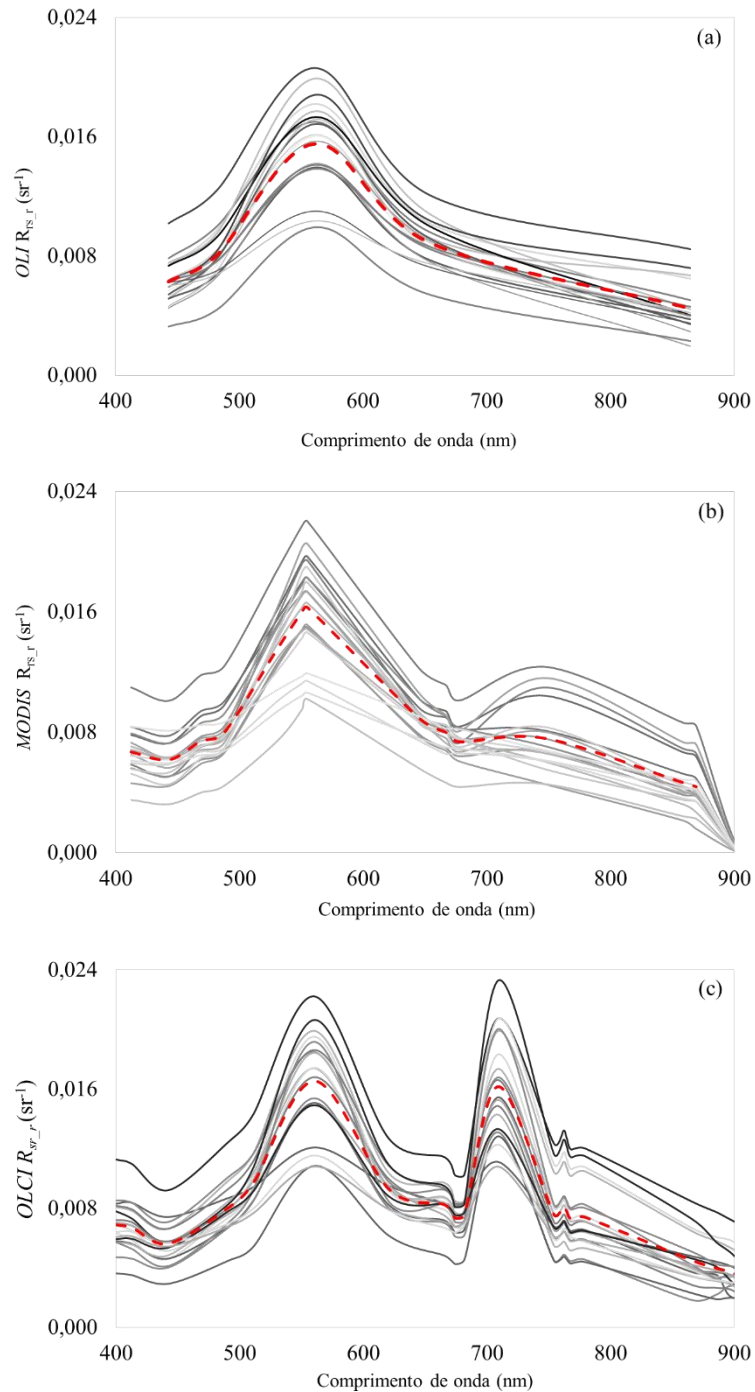 (a)
0,024
0,016
0,008
0,000
OLI R_rs_r (sr⁻¹)
400 500 600 700 800 900
Comprimento de onda (nm)
(b)
0,024
0,016
0,008
0,000
MODIS R_rs_r (sr⁻¹)
400 500 600 700 800 900
Comprimento de onda (nm)
(c)
0,024
0,016
0,008
0,000
OLCI R_sr_r (sr⁻¹)
400 500 600 700 800 900
Comprimento de onda (nm)